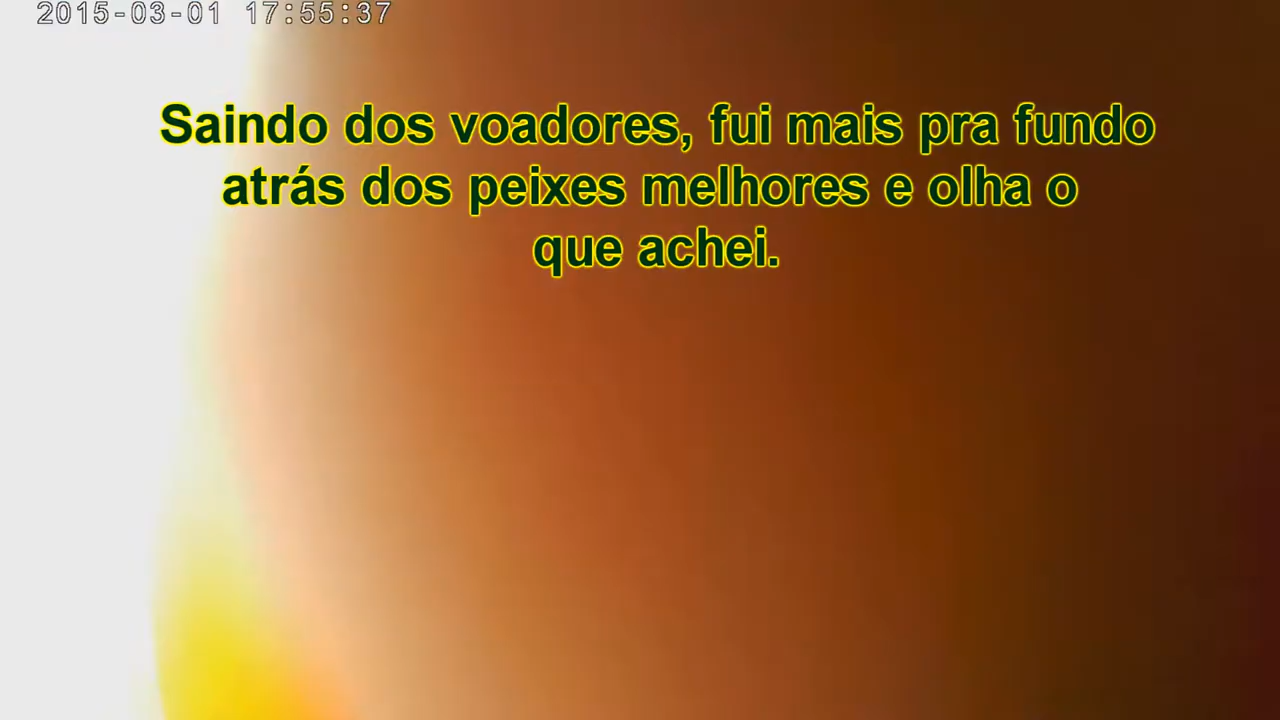 2015-03-01 17:55:37
Saindo dos voadores, fui mais pra fundo
atrás dos peixes melhores e olha o
que achei.